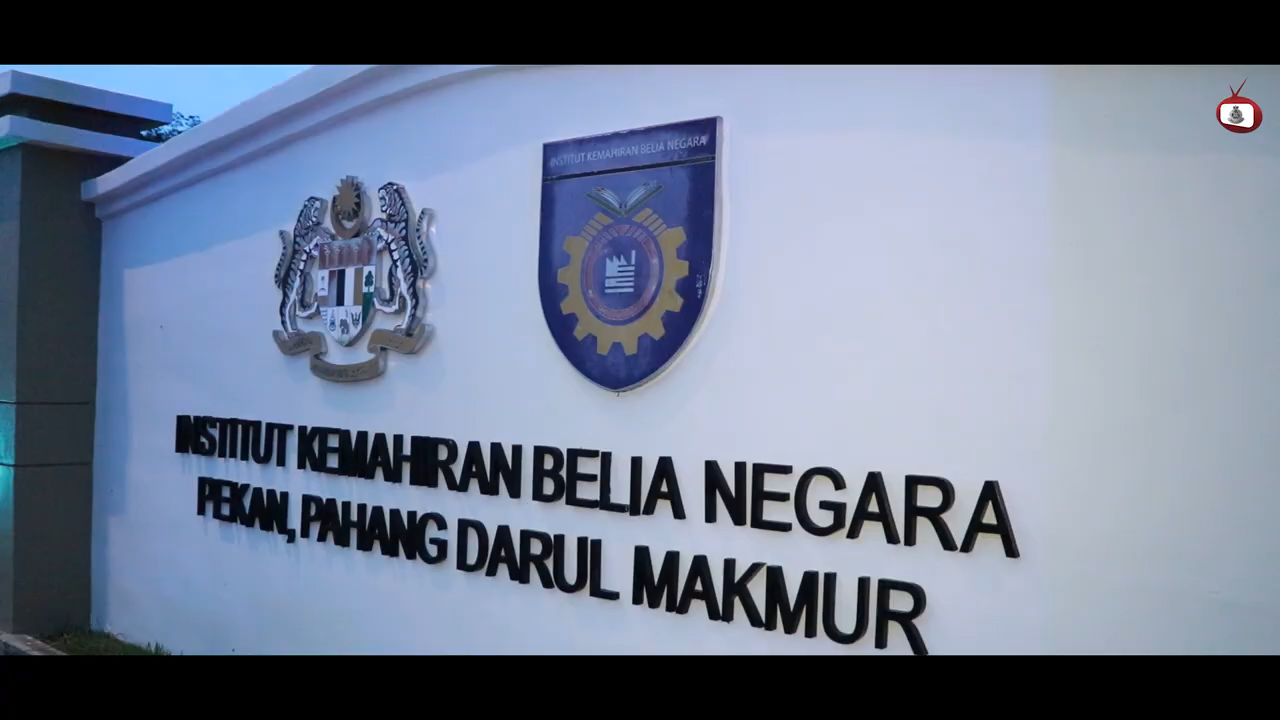 INSTITUT KEMAHIRAN BELIA NEGARA
INSTITUT KEMAHIRAN BELIA NEGARA
PEKAN, PAHANG DARUL MAKMUR